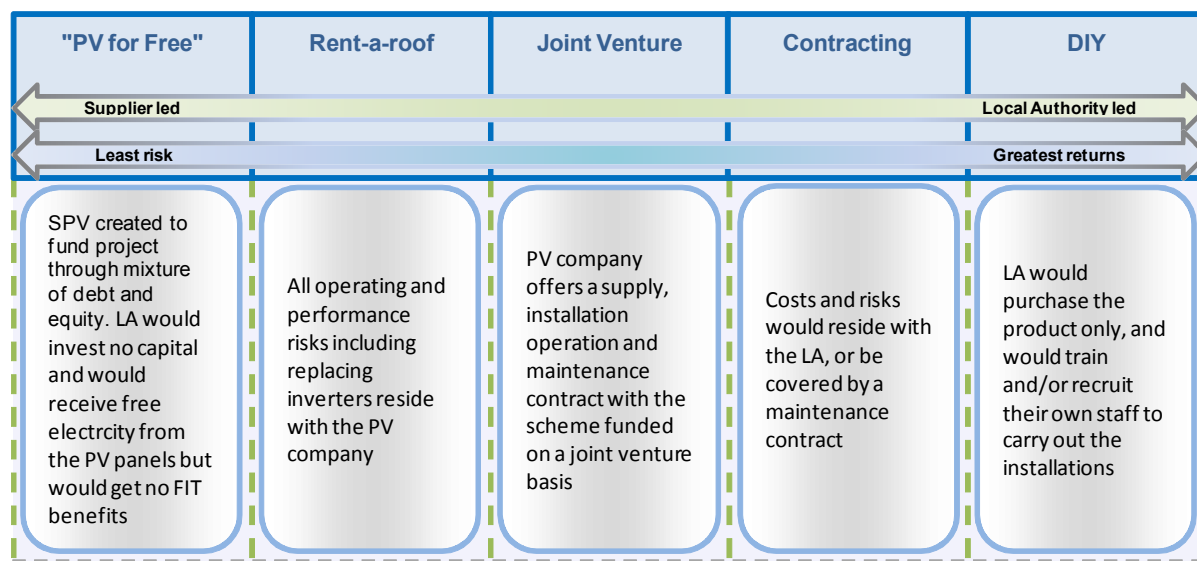 "PV for Free"
Rent-a-roof
Joint Venture
Contracting
DIY
Supplier led
Local Authority led
Least risk
Greatest returns
SPV created to
fund project
through mixture
of debt and
equity. LA would
invest no capital
and would
receive free
electrcity from
the PV panels but
would get no FIT
benefits
All operating and
performance
risks including
replacing
inverters reside
with the PV
company
PV company
offers a supply,
installation
operation and
maintenance
contract with the
scheme funded
on a joint venture
basis
Costs and risks
would reside with
the LA, or be
covered by a
maintenance
contract
LA would
purchase the
product only, and
would train
and/or recruit
their own staff to
carry out the
installations